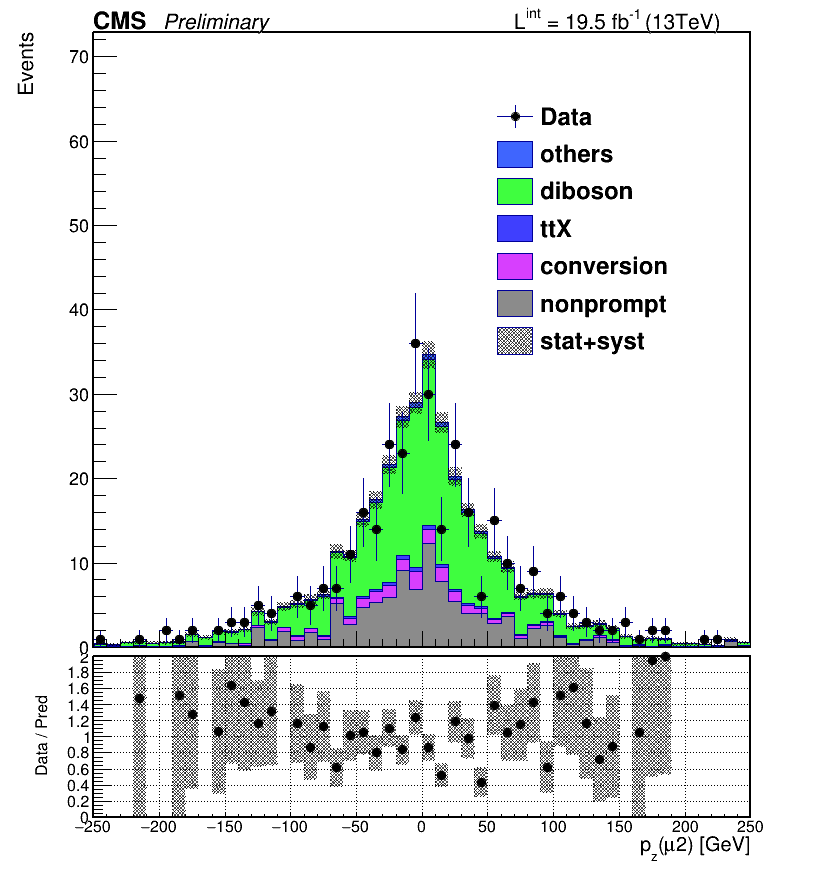 CMS Preliminary L^int = 19.5 fb^-1 (13TeV)
Events
70
60
50
40
30
20
10
0
Data
others
diboson
ttX
conversion
nonprompt
stat+syst
Data / Pred
2
1.8
1.6
1.4
1.2
1
0.8
0.6
0.4
0.2
0
−250 −200 −150 −100 −50 0 50 100 150 200 250
p_z(μ2) [GeV]